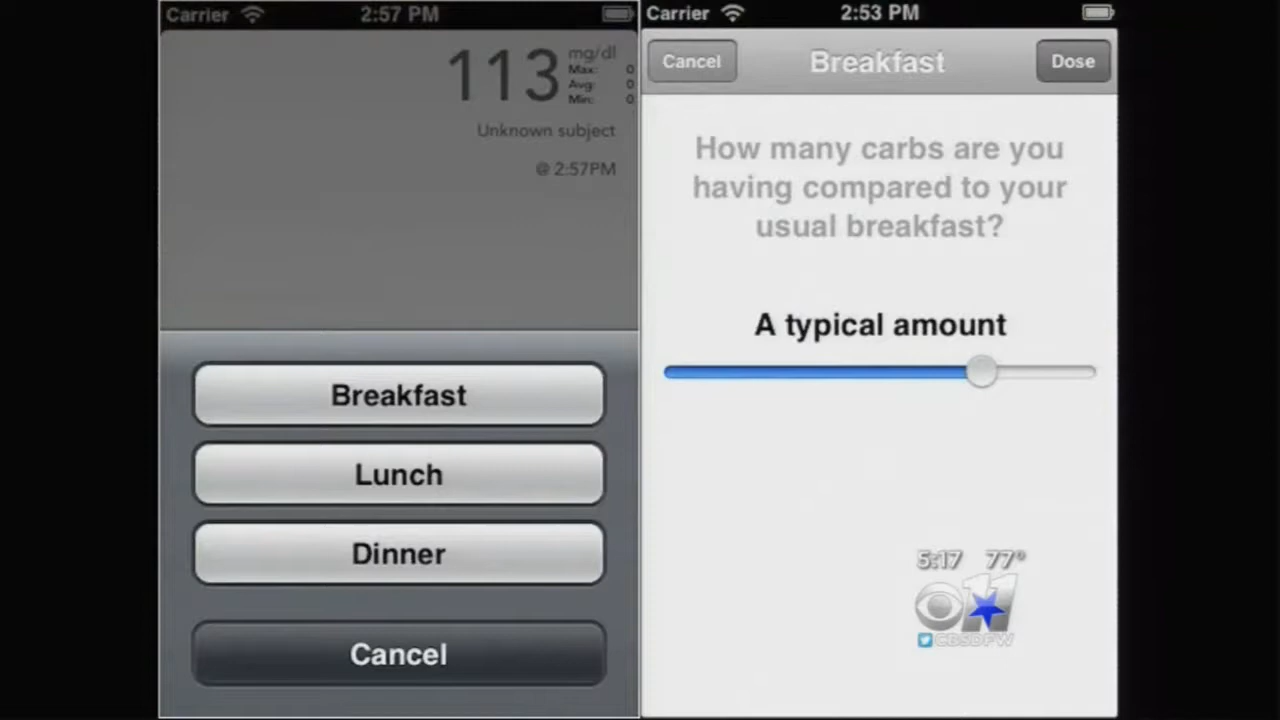 Carrier
2:57 PM
113
mg/dl
Max: 0
Avg: 0
Min: 0
Unknown subject
@ 2:57PM
Breakfast
Lunch
Dinner
Cancel
Carrier
2:53 PM
Cancel
Breakfast
Dose
How many carbs are you
having compared to your
usual breakfast?
A typical amount
5:17 77°
11
CBSDFW